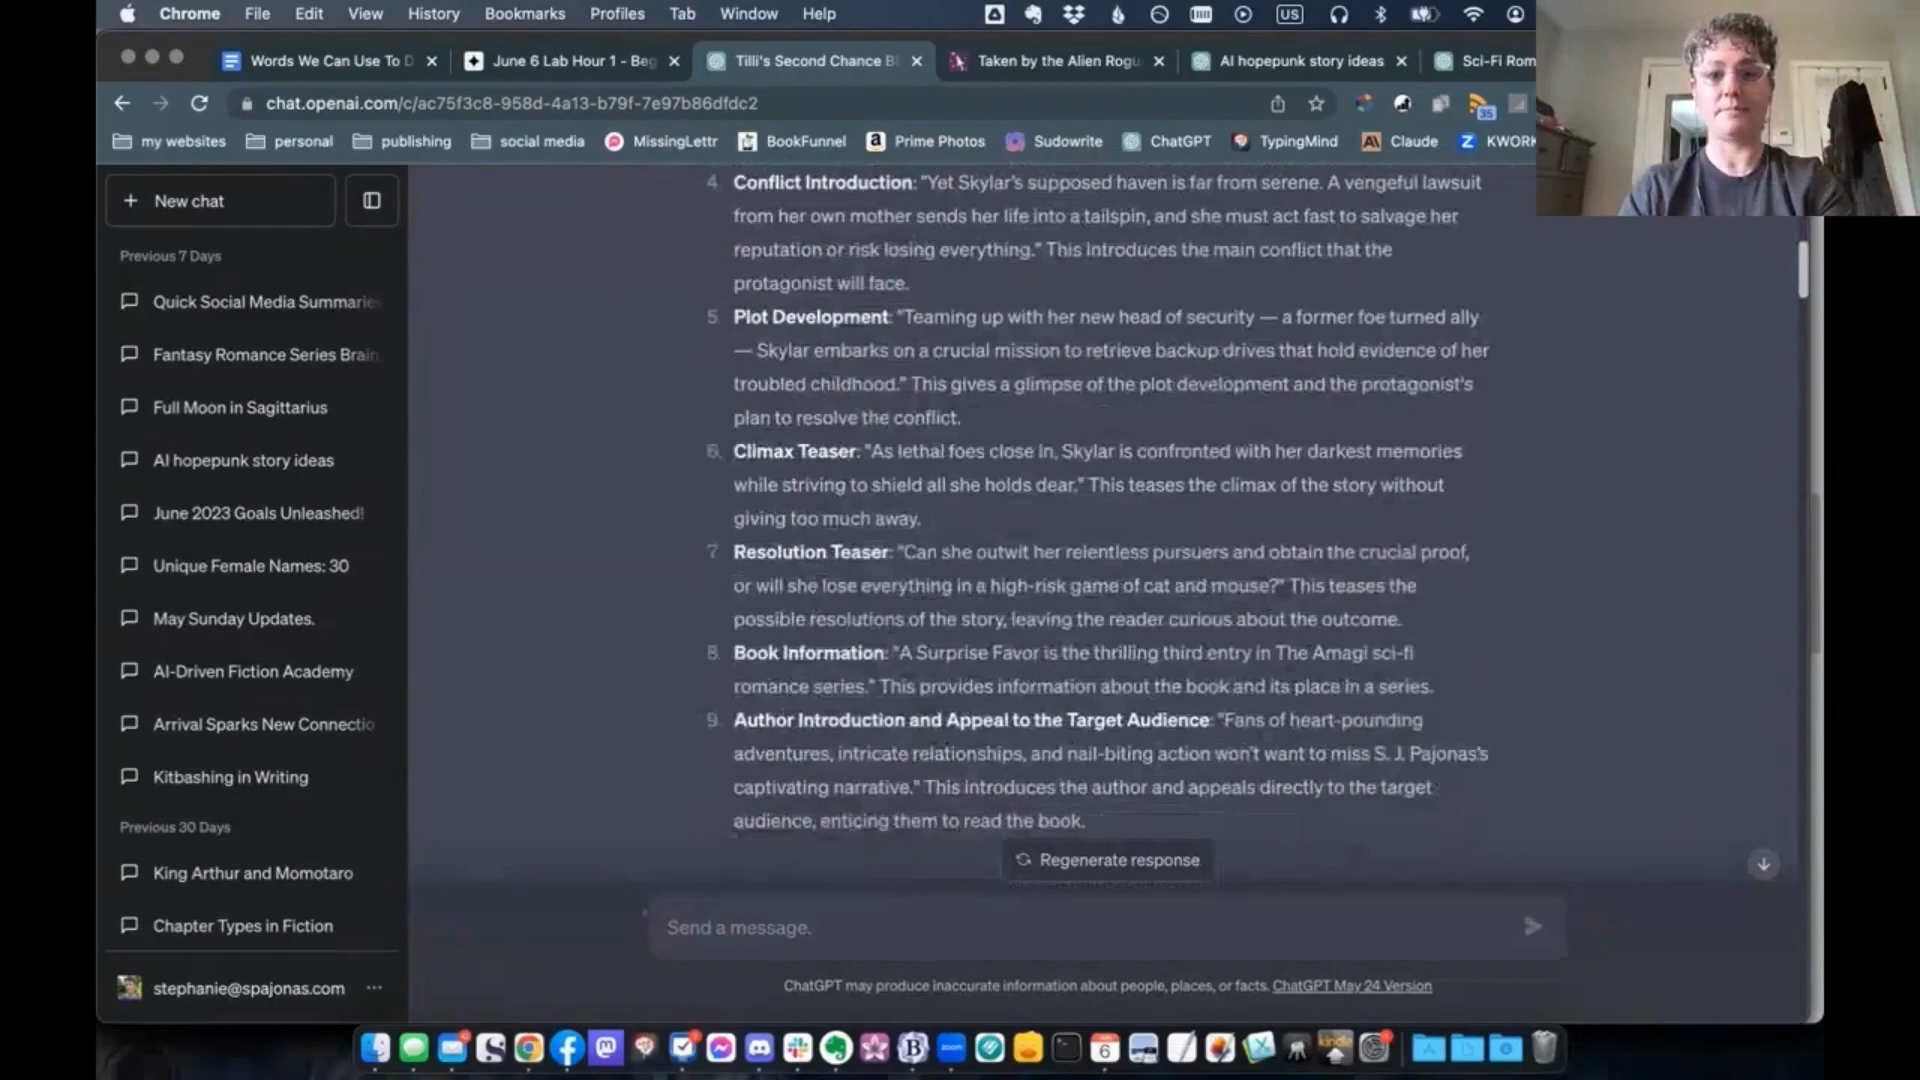 Chrome File Edit View History Bookmarks Profiles Tab Window Help US
Words We Can Use To D
June 6 Lab Hour 1 - Beg
Tilli's Second Chance Bl
Taken by the Alien Rogu
AI hopepunk story ideas
Sci-Fi Rom
chat.openai.com/c/ac75f3c8-958d-4a13-b79f-7e97b86dfdc2
35
my websites personal publishing social media MissingLettr BookFunnel Prime Photos Sudowrite ChatGPT TypingMind Claude KWORK
New chat
Previous 7 Days
Quick Social Media Summarie
Fantasy Romance Series Brain
Full Moon in Sagittarius
AI hopepunk story ideas
June 2023 Goals Unleashed!
Unique Female Names: 30
May Sunday Updates.
AI-Driven Fiction Academy
Arrival Sparks New Connectio
Kitbashing in Writing
Previous 30 Days
King Arthur and Momotaro
Chapter Types in Fiction
stephanie@spajonas.com
4. Conflict Introduction: "Yet Skylar's supposed haven is far from serene. A vengeful lawsuit
from her own mother sends her life into a tailspin, and she must act fast to salvage her
reputation or risk losing everything." This introduces the main conflict that the
protagonist will face.
5. Plot Development: "Teaming up with her new head of security — a former foe turned ally
— Skylar embarks on a crucial mission to retrieve backup drives that hold evidence of her
troubled childhood." This gives a glimpse of the plot development and the protagonist's
plan to resolve the conflict.
6. Climax Teaser: "As lethal foes close in, Skylar is confronted with her darkest memories
while striving to shield all she holds dear." This teases the climax of the story without
giving too much away.
7. Resolution Teaser: "Can she outwit her relentless pursuers and obtain the crucial proof,
or will she lose everything in a high-risk game of cat and mouse?" This teases the
possible resolutions of the story, leaving the reader curious about the outcome.
8. Book Information: "A Surprise Favor is the thrilling third entry in The Amagi sci-fi
romance series." This provides information about the book and its place in a series.
9. Author Introduction and Appeal to the Target Audience: "Fans of heart-pounding
adventures, intricate relationships, and nail-biting action won't want to miss S. J. Pajonas's
captivating narrative." This introduces the author and appeals directly to the target
audience, enticing them to read the book.
Regenerate response
Send a message.
ChatGPT may produce inaccurate information about people, places, or facts. ChatGPT May 24 Version
zoom
6
kindle